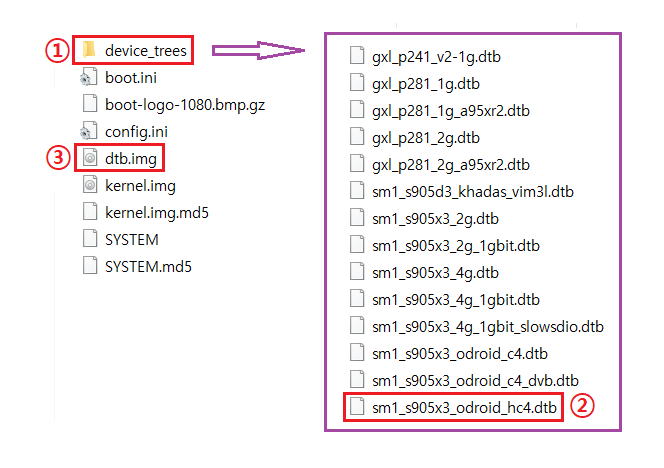 ① device_trees
boot.ini
boot-logo-1080.bmp.gz
config.ini
③ dtb.img
kernel.img
kernel.img.md5
SYSTEM
SYSTEM.md5
gxl_p241_v2-1g.dtb
gxl_p281_1g.dtb
gxl_p281_1g_a95xr2.dtb
gxl_p281_2g.dtb
gxl_p281_2g_a95xr2.dtb
sm1_s905d3_khadas_vim3l.dtb
sm1_s905x3_2g.dtb
sm1_s905x3_2g_1gbit.dtb
sm1_s905x3_4g.dtb
sm1_s905x3_4g_1gbit.dtb
sm1_s905x3_4g_1gbit_slowsdio.dtb
sm1_s905x3_odroid_c4.dtb
sm1_s905x3_odroid_c4_dvb.dtb
sm1_s905x3_odroid_hc4.dtb ②